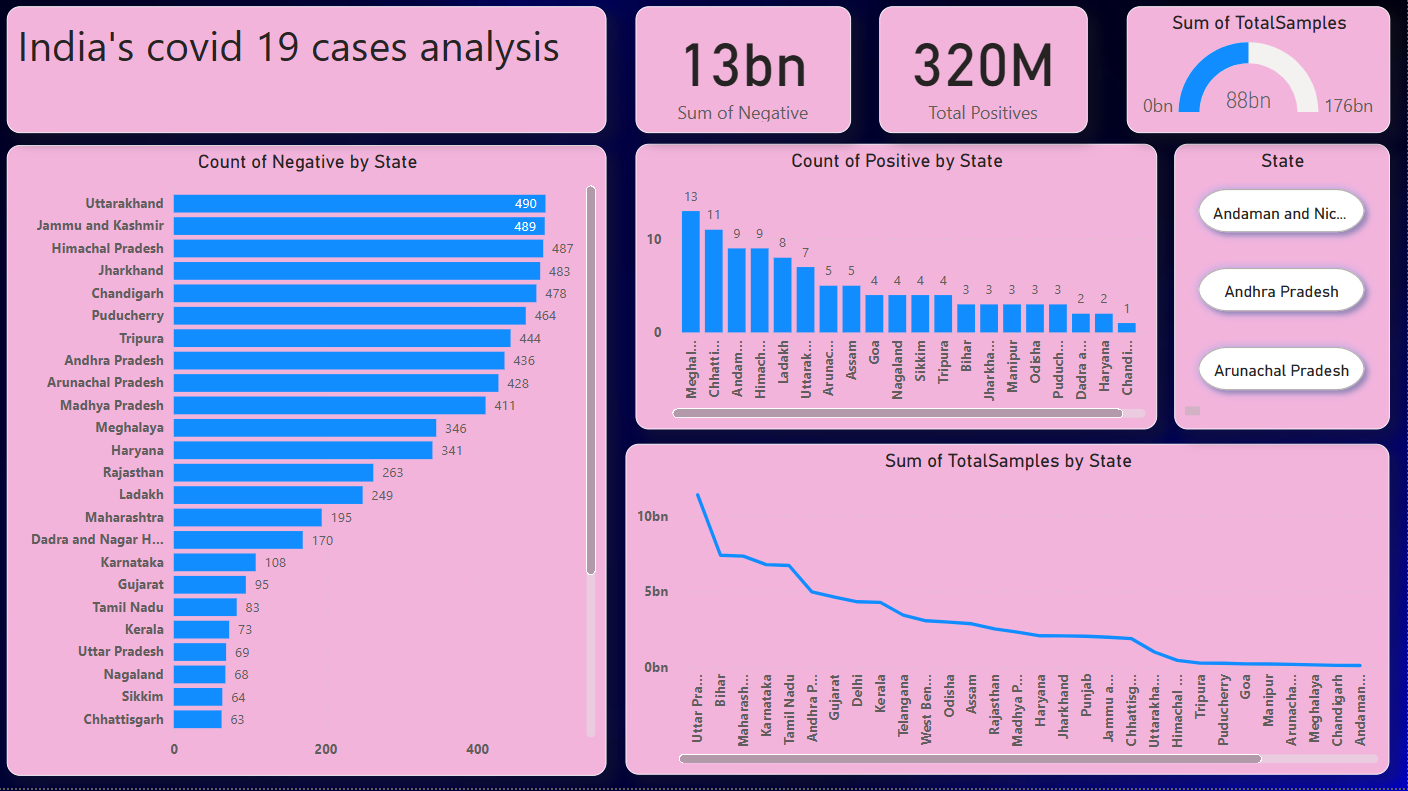 India's covid 19 cases analysis
13bn
Sum of Negative
320M
Total Positives
Sum of TotalSamples
0bn
88bn
176bn
Count of Negative by State
Uttarakhand 490
Jammu and Kashmir 489
Himachal Pradesh 487
Jharkhand 483
Chandigarh 478
Puducherry 464
Tripura 444
Andhra Pradesh 436
Arunachal Pradesh 428
Madhya Pradesh 411
Meghalaya 346
Haryana 341
Rajasthan 263
Ladakh 249
Maharashtra 195
Dadra and Nagar H... 170
Karnataka 108
Gujarat 95
Tamil Nadu 83
Kerala 73
Uttar Pradesh 69
Nagaland 68
Sikkim 64
Chhattisgarh 63
0 200 400
Count of Positive by State
10
0
13 11 9 9 8 7 5 5 4 4 4 4 3 3 3 3 3 2 2 1
Meghal...
Chhatti...
Andam...
Himach...
Ladakh
Uttarak...
Arunac...
Assam
Goa
Nagaland
Sikkim
Tripura
Bihar
Jharkha...
Manipur
Odisha
Puduch...
Dadra a...
Haryana
Chandi...
State
Andaman and Nic...
Andhra Pradesh
Arunachal Pradesh
Sum of TotalSamples by State
10bn
5bn
0bn
Uttar Pra...
Bihar
Maharash...
Karnataka
Tamil Nadu
Andhra P...
Gujarat
Delhi
Kerala
Telangana
West Ben...
Odisha
Assam
Rajasthan
Madhya P...
Haryana
Jharkhand
Punjab
Jammu a...
Chhattisg...
Uttarakha...
Himachal ...
Tripura
Puducherry
Goa
Manipur
Arunacha...
Meghalaya
Chandigarh
Andaman...